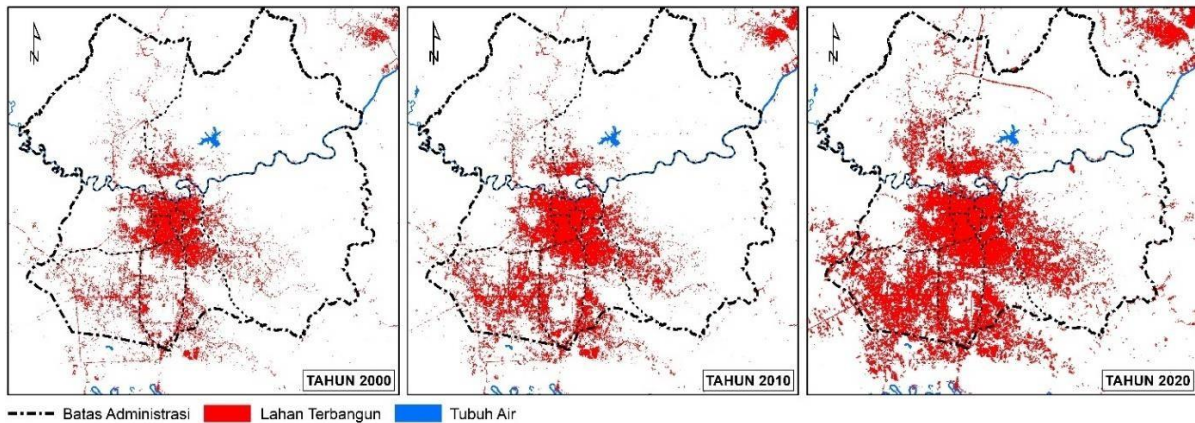 TAHUN 2000
TAHUN 2010
TAHUN 2020
Batas Administrasi
Lahan Terbangun
Tubuh Air